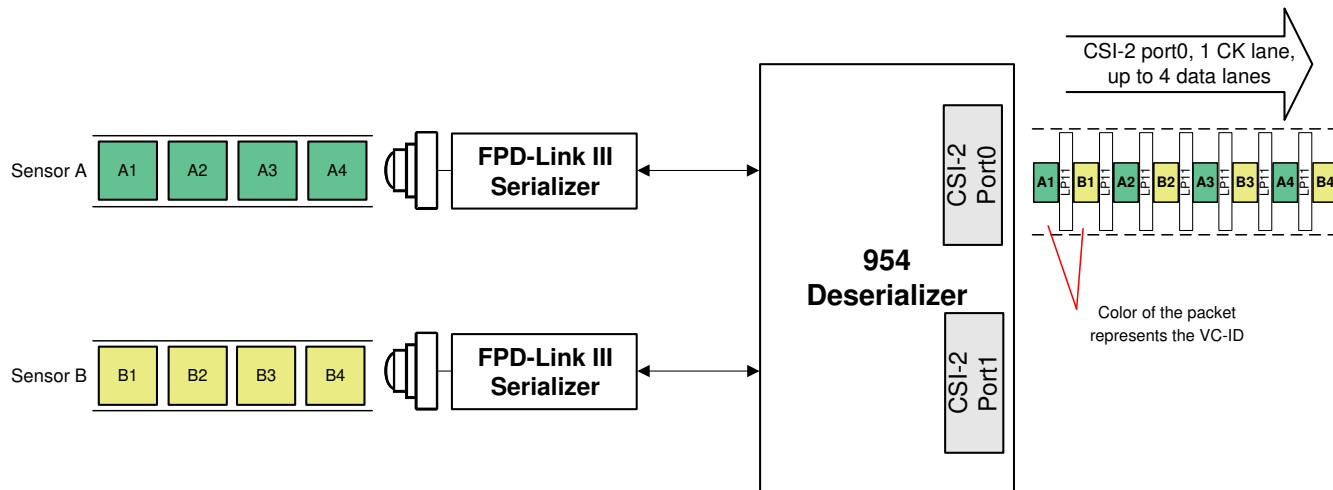 CSI-2 port0, 1 CK lane,
up to 4 data lanes
Sensor A
A1 A2 A3 A4
FPD-Link III
Serializer
CSI-2
Port0
A1 LP11 B1 LP11 A2 LP11 B2 LP11 A3 LP11 B3 LP11 A4 LP11 B4
954
Deserializer
Color of the packet
represents the VC-ID
Sensor B
B1 B2 B3 B4
FPD-Link III
Serializer
CSI-2
Port1